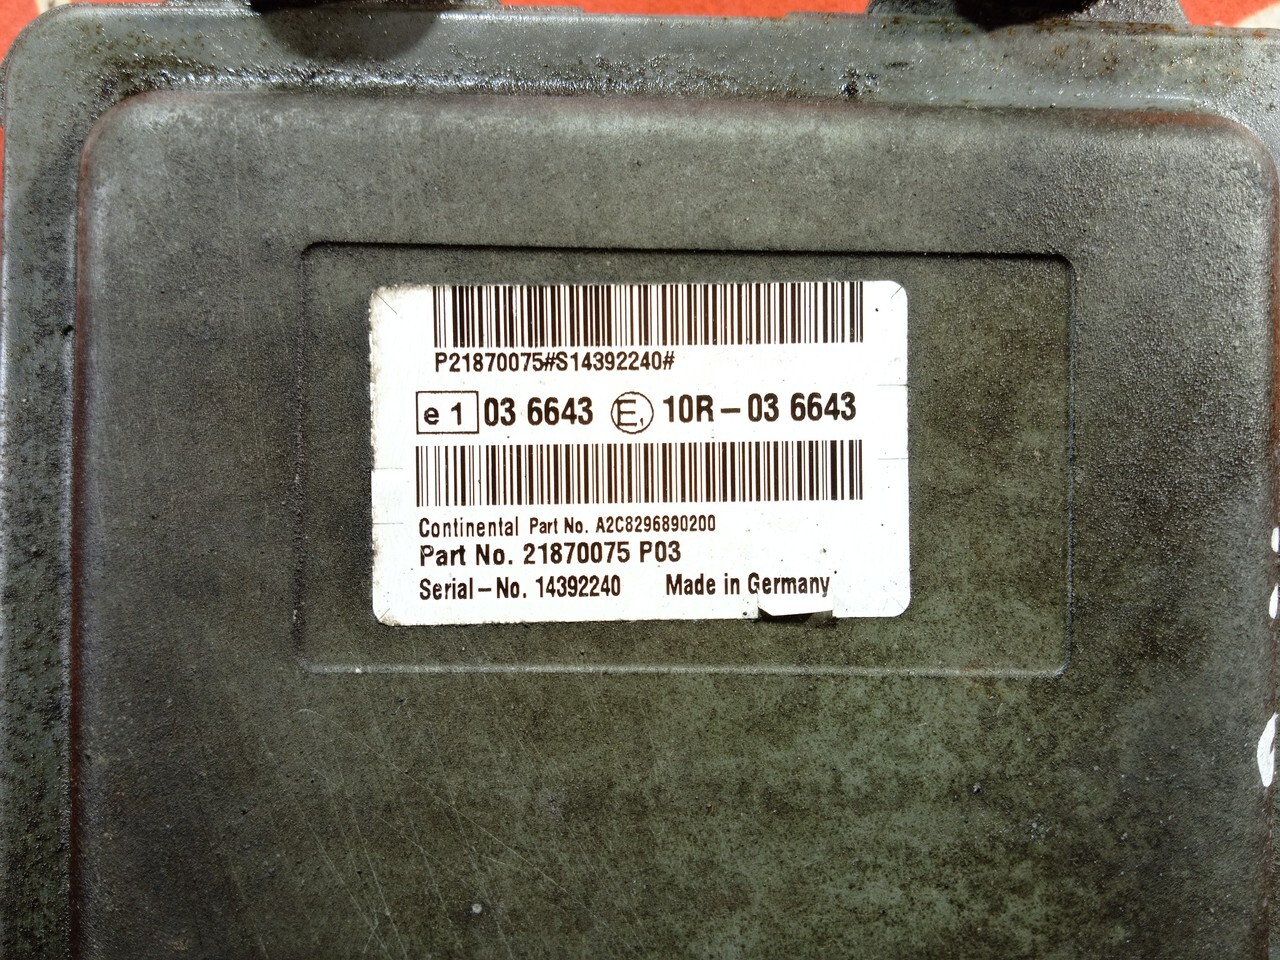 P21870075#S14392240#
e 1 03 6643 E1 10R-03 6643
Continental Part No. A2C8296890200
Part No. 21870075 P03
Serial-No. 14392240 Made in Germany